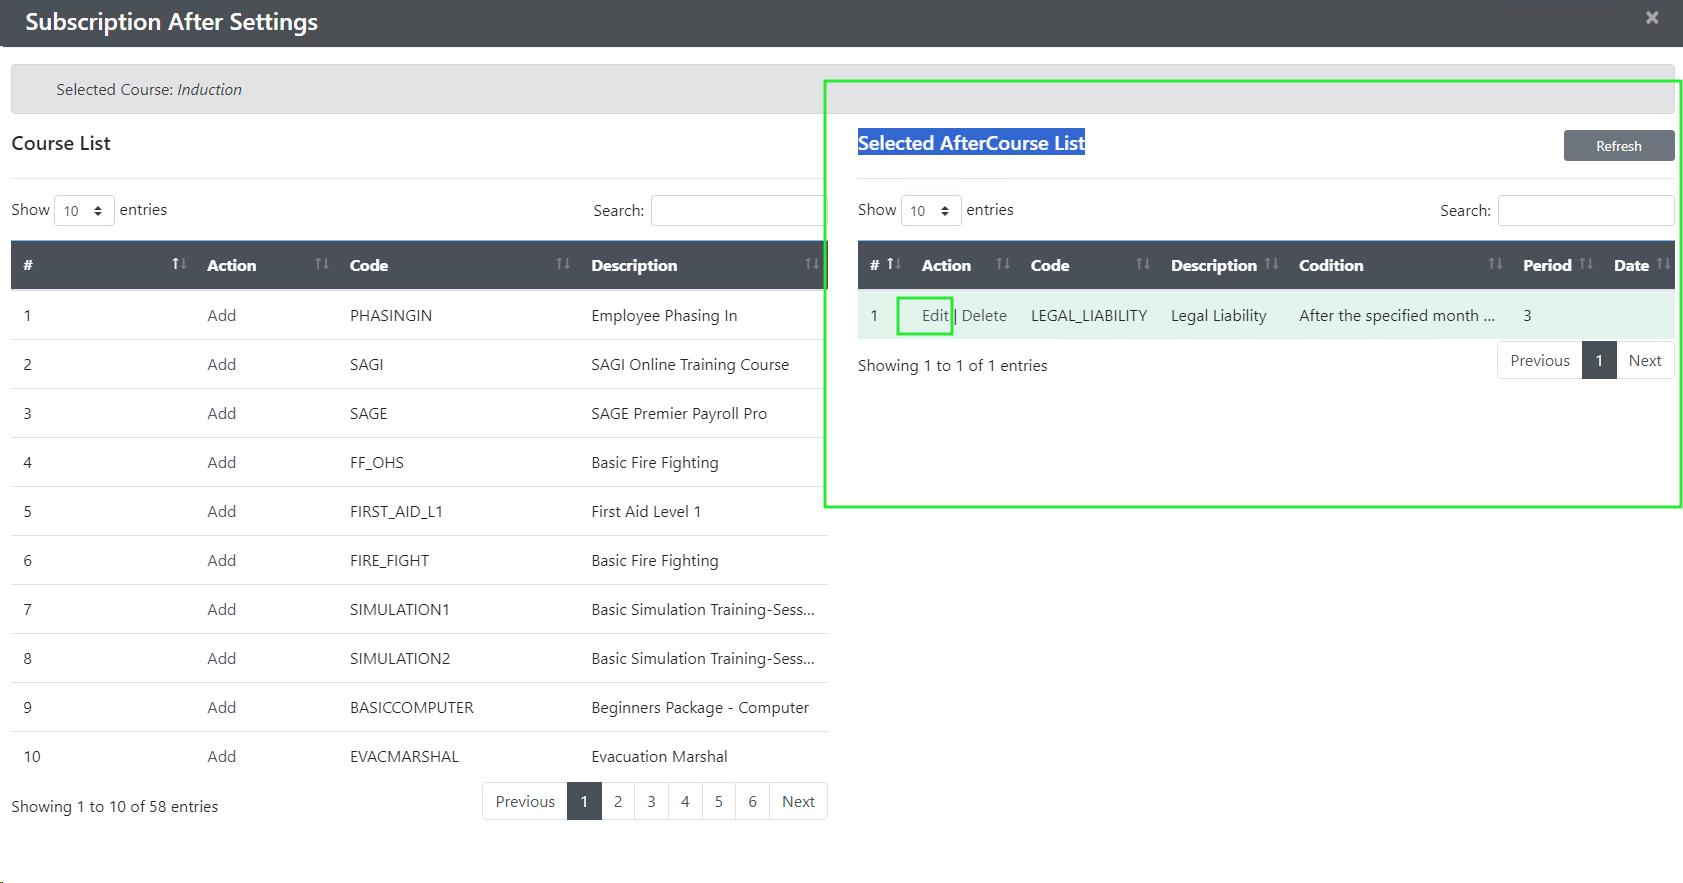 Subscription After Settings ×
Selected Course: Induction
Course List
Show 10 entries Search:
# Action Code Description
1 Add PHASINGIN Employee Phasing In
2 Add SAGI SAGI Online Training Course
3 Add SAGE SAGE Premier Payroll Pro
4 Add FF_OHS Basic Fire Fighting
5 Add FIRST_AID_L1 First Aid Level 1
6 Add FIRE_FIGHT Basic Fire Fighting
7 Add SIMULATION1 Basic Simulation Training-Sess...
8 Add SIMULATION2 Basic Simulation Training-Sess...
9 Add BASICCOMPUTER Beginners Package - Computer
10 Add EVACMARSHAL Evacuation Marshal
Showing 1 to 10 of 58 entries
Previous 1 2 3 4 5 6 Next
Selected AfterCourse List Refresh
Show 10 entries Search:
# Action Code Description Codition Period Date
1 Edit | Delete LEGAL_LIABILITY Legal Liability After the specified month ... 3
Showing 1 to 1 of 1 entries
Previous 1 Next